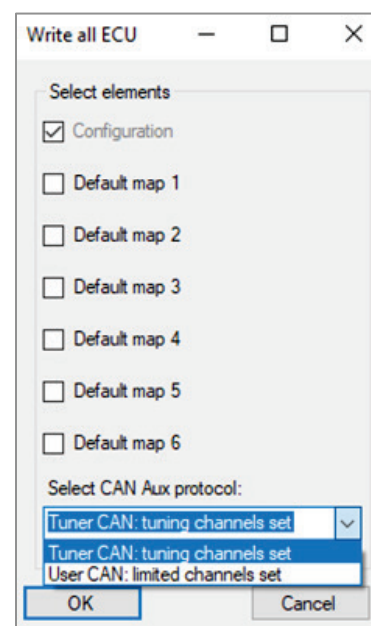 Write all ECU
Select elements
Configuration
Default map 1
Default map 2
Default map 3
Default map 4
Default map 5
Default map 6
Select CAN Aux protocol:
Tuner CAN: tuning channels set
Tuner CAN: tuning channels set
User CAN: limited channels set
OK Cancel